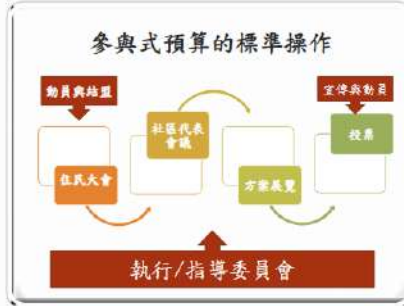 參與式預算的標準操作
動員與結盟
宣傳與動員
社區代表
會議
投票
住民大會
方案展覽
執行/指導委員會